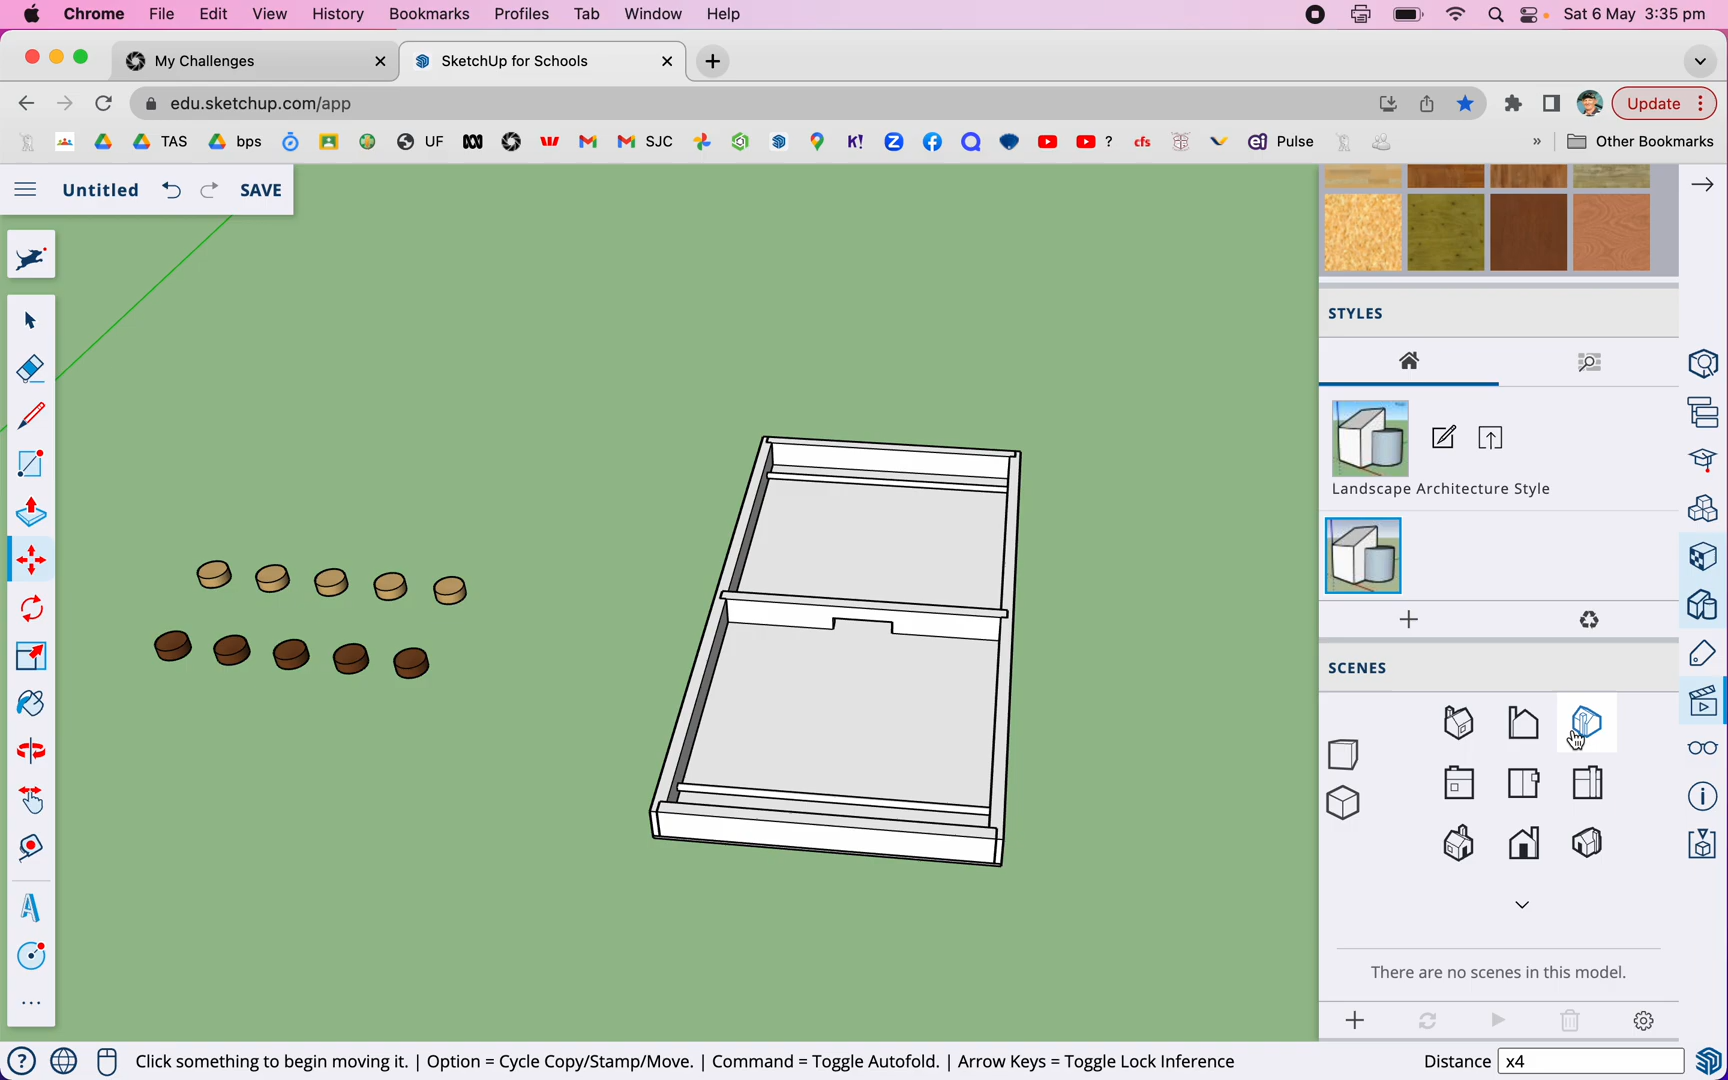 Chrome File Edit View History Bookmarks Profiles Tab Window Help Sat 6 May 3:35 pm
My Challenges SketchUp for Schools
edu.sketchup.com/app Update
TAS bps UF SJC K! Z ? cfs ei Pulse » Other Bookmarks
Untitled SAVE
STYLES
Landscape Architecture Style
SCENES
There are no scenes in this model.
Click something to begin moving it. | Option = Cycle Copy/Stamp/Move. | Command = Toggle Autofold. | Arrow Keys = Toggle Lock Inference Distance x4